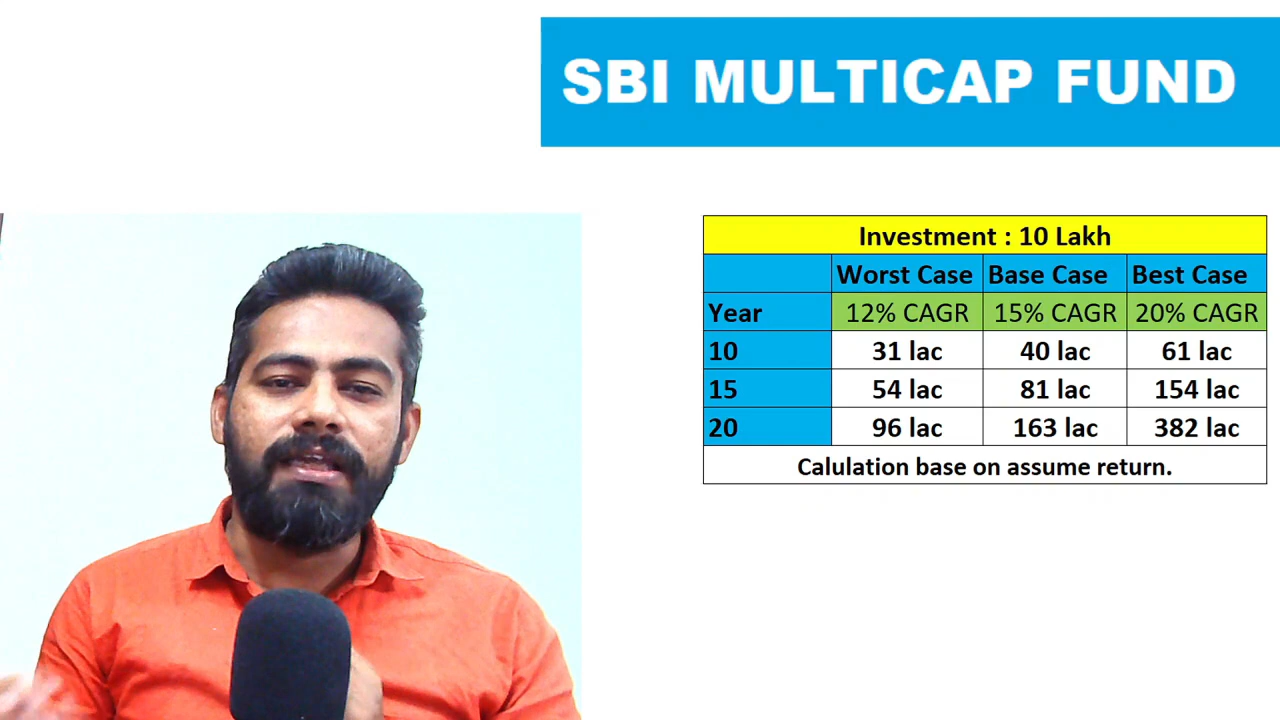 SBI MULTICAP FUND
Investment : 10 Lakh
Worst Case Base Case Best Case
Year 12% CAGR 15% CAGR 20% CAGR
10 31 lac 40 lac 61 lac
15 54 lac 81 lac 154 lac
20 96 lac 163 lac 382 lac
Calulation base on assume return.